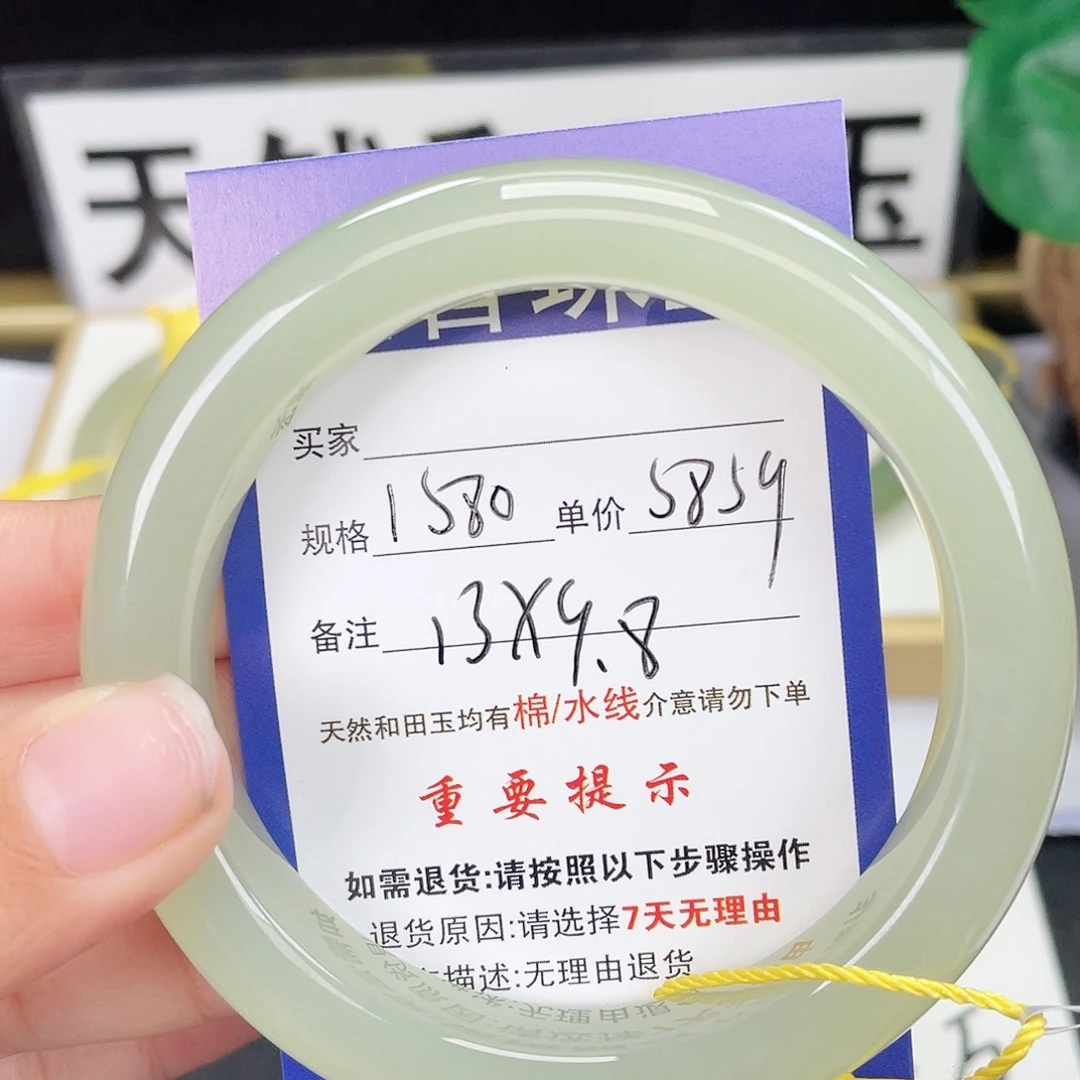 天然 玉
买家
规格 1580 单价 5859
备注 13X9.8
天然和田玉均有棉/水线介意请勿下单
重要提示
如需退货:请按照以下步骤操作
退货原因:请选择7天无理由
描述:无理由退货